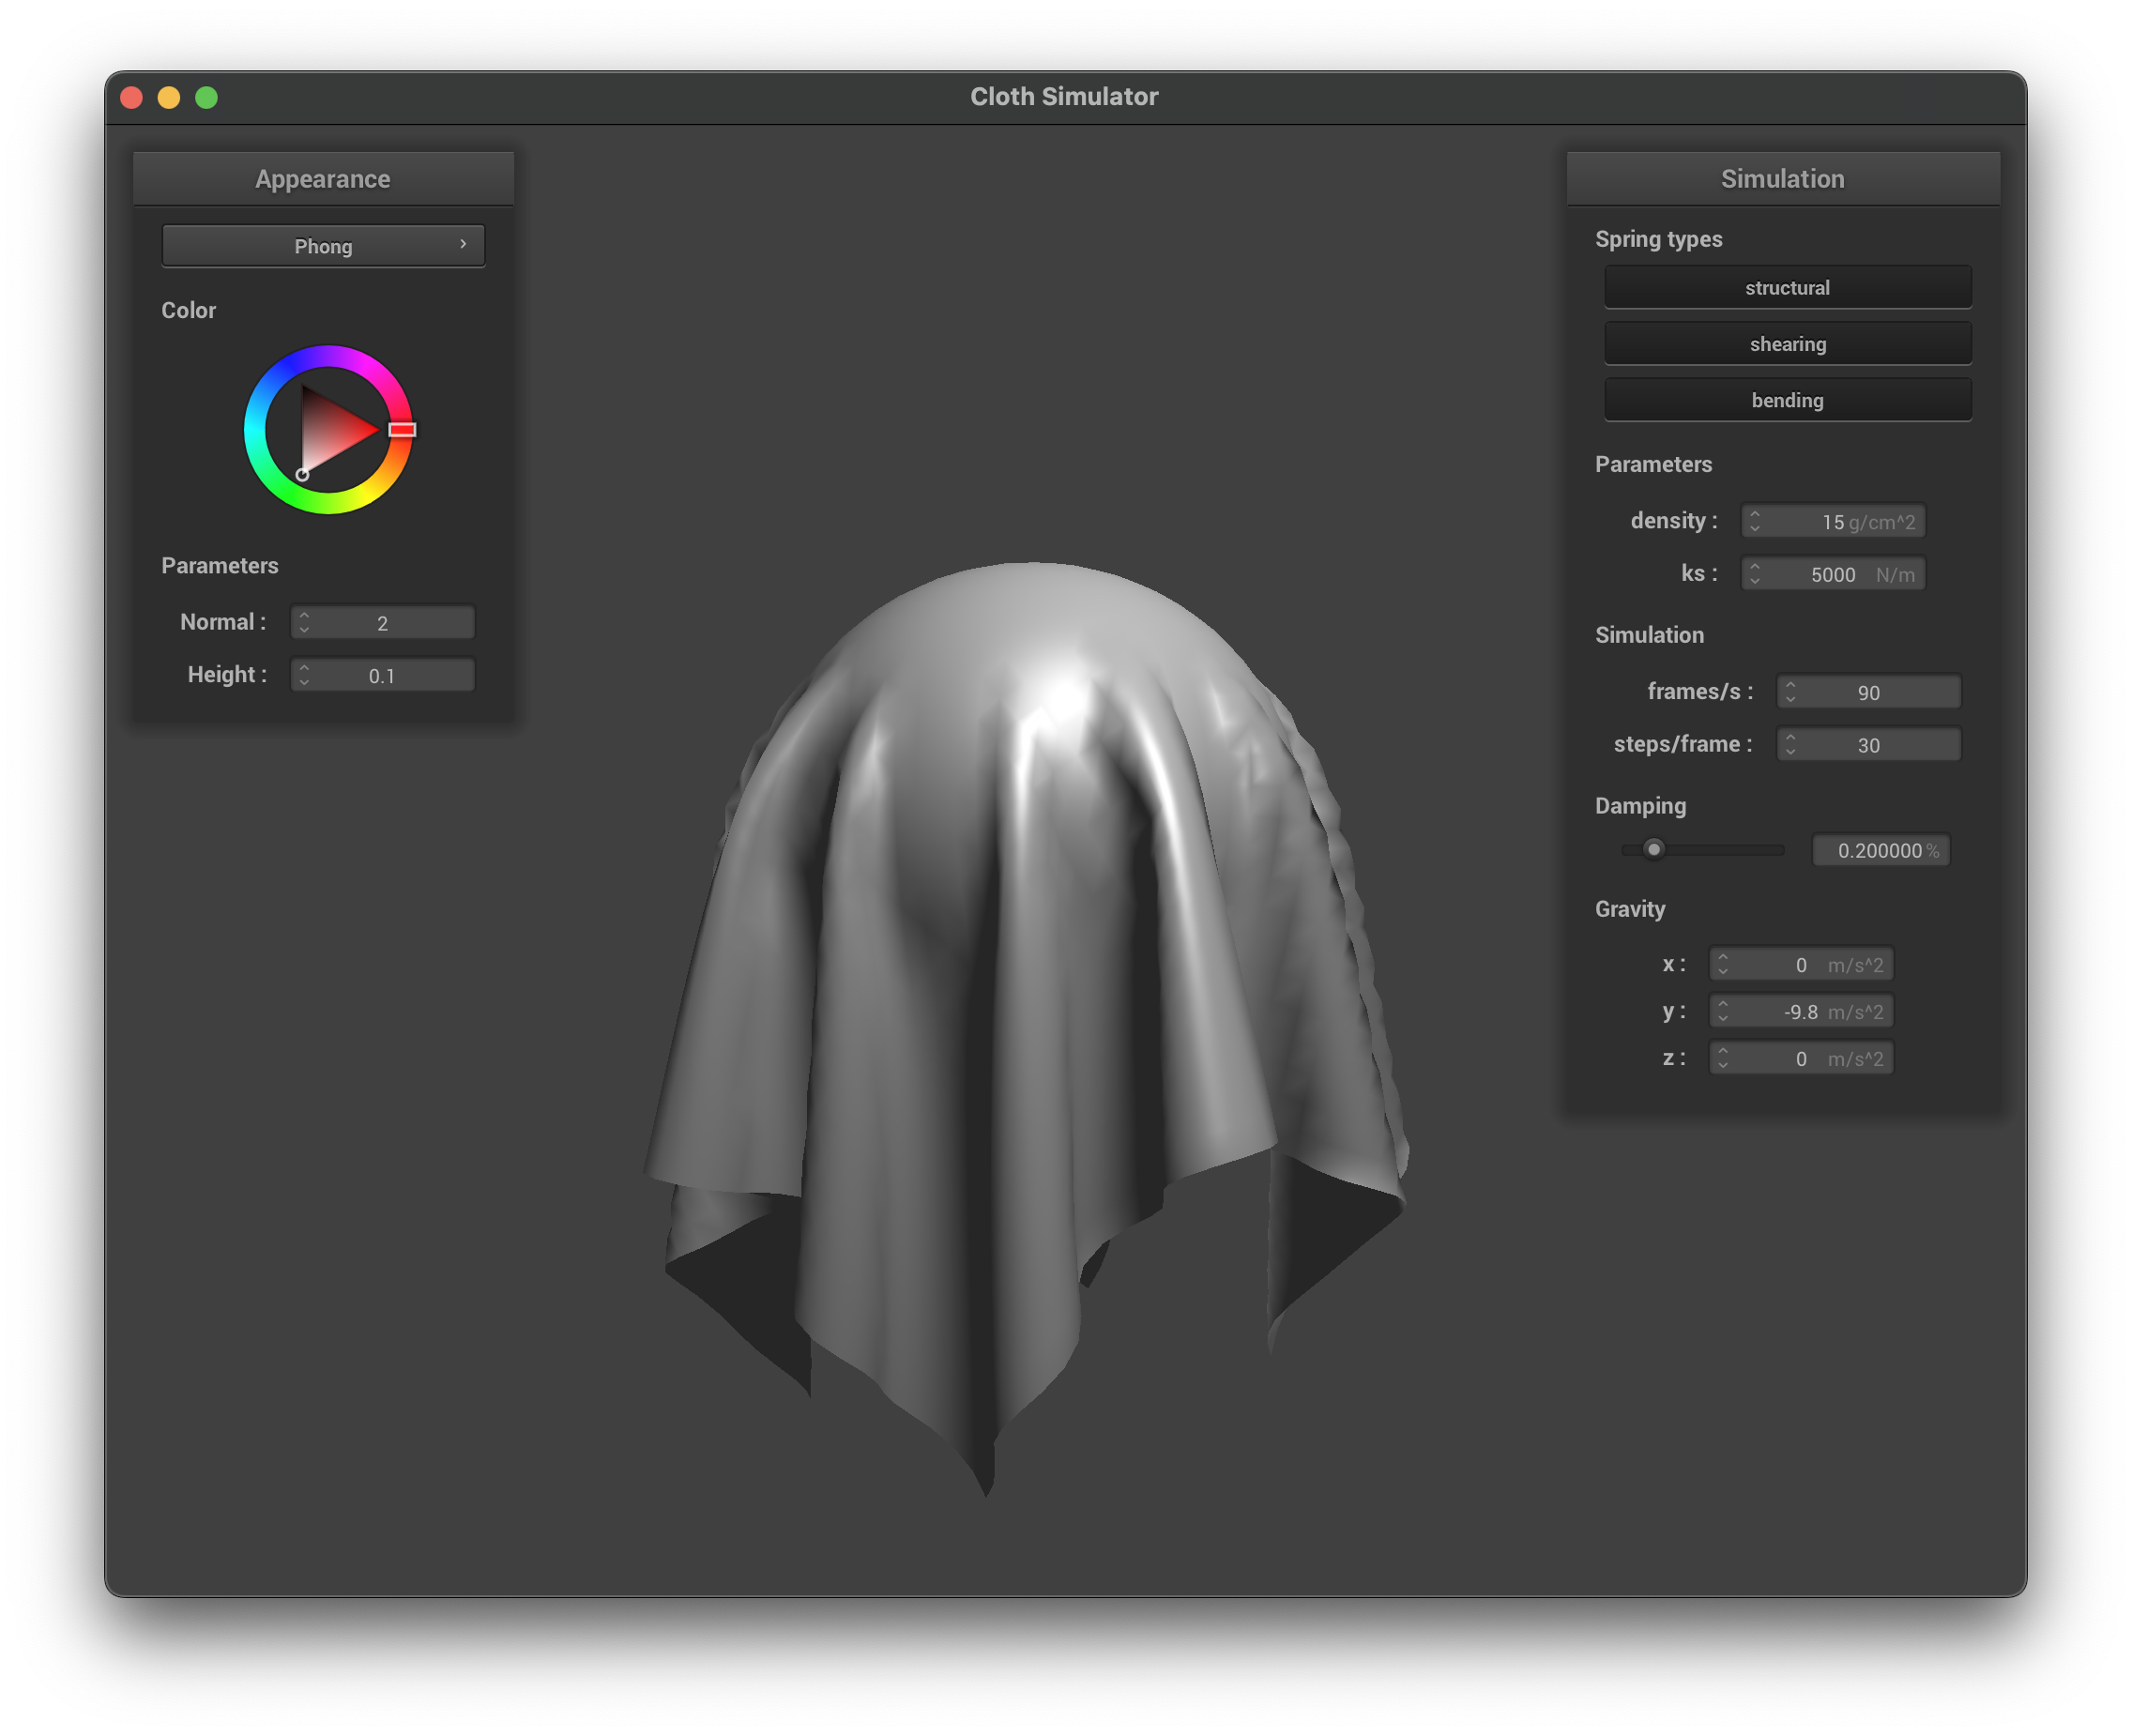 Cloth Simulator
Appearance
Phong
Color
Parameters
Normal : 2
Height : 0.1
Simulation
Spring types
structural
shearing
bending
Parameters
density : 15 g/cm^2
ks : 5000 N/m
Simulation
frames/s : 90
steps/frame : 30
Damping
0.200000 %
Gravity
x : 0 m/s^2
y : -9.8 m/s^2
z : 0 m/s^2